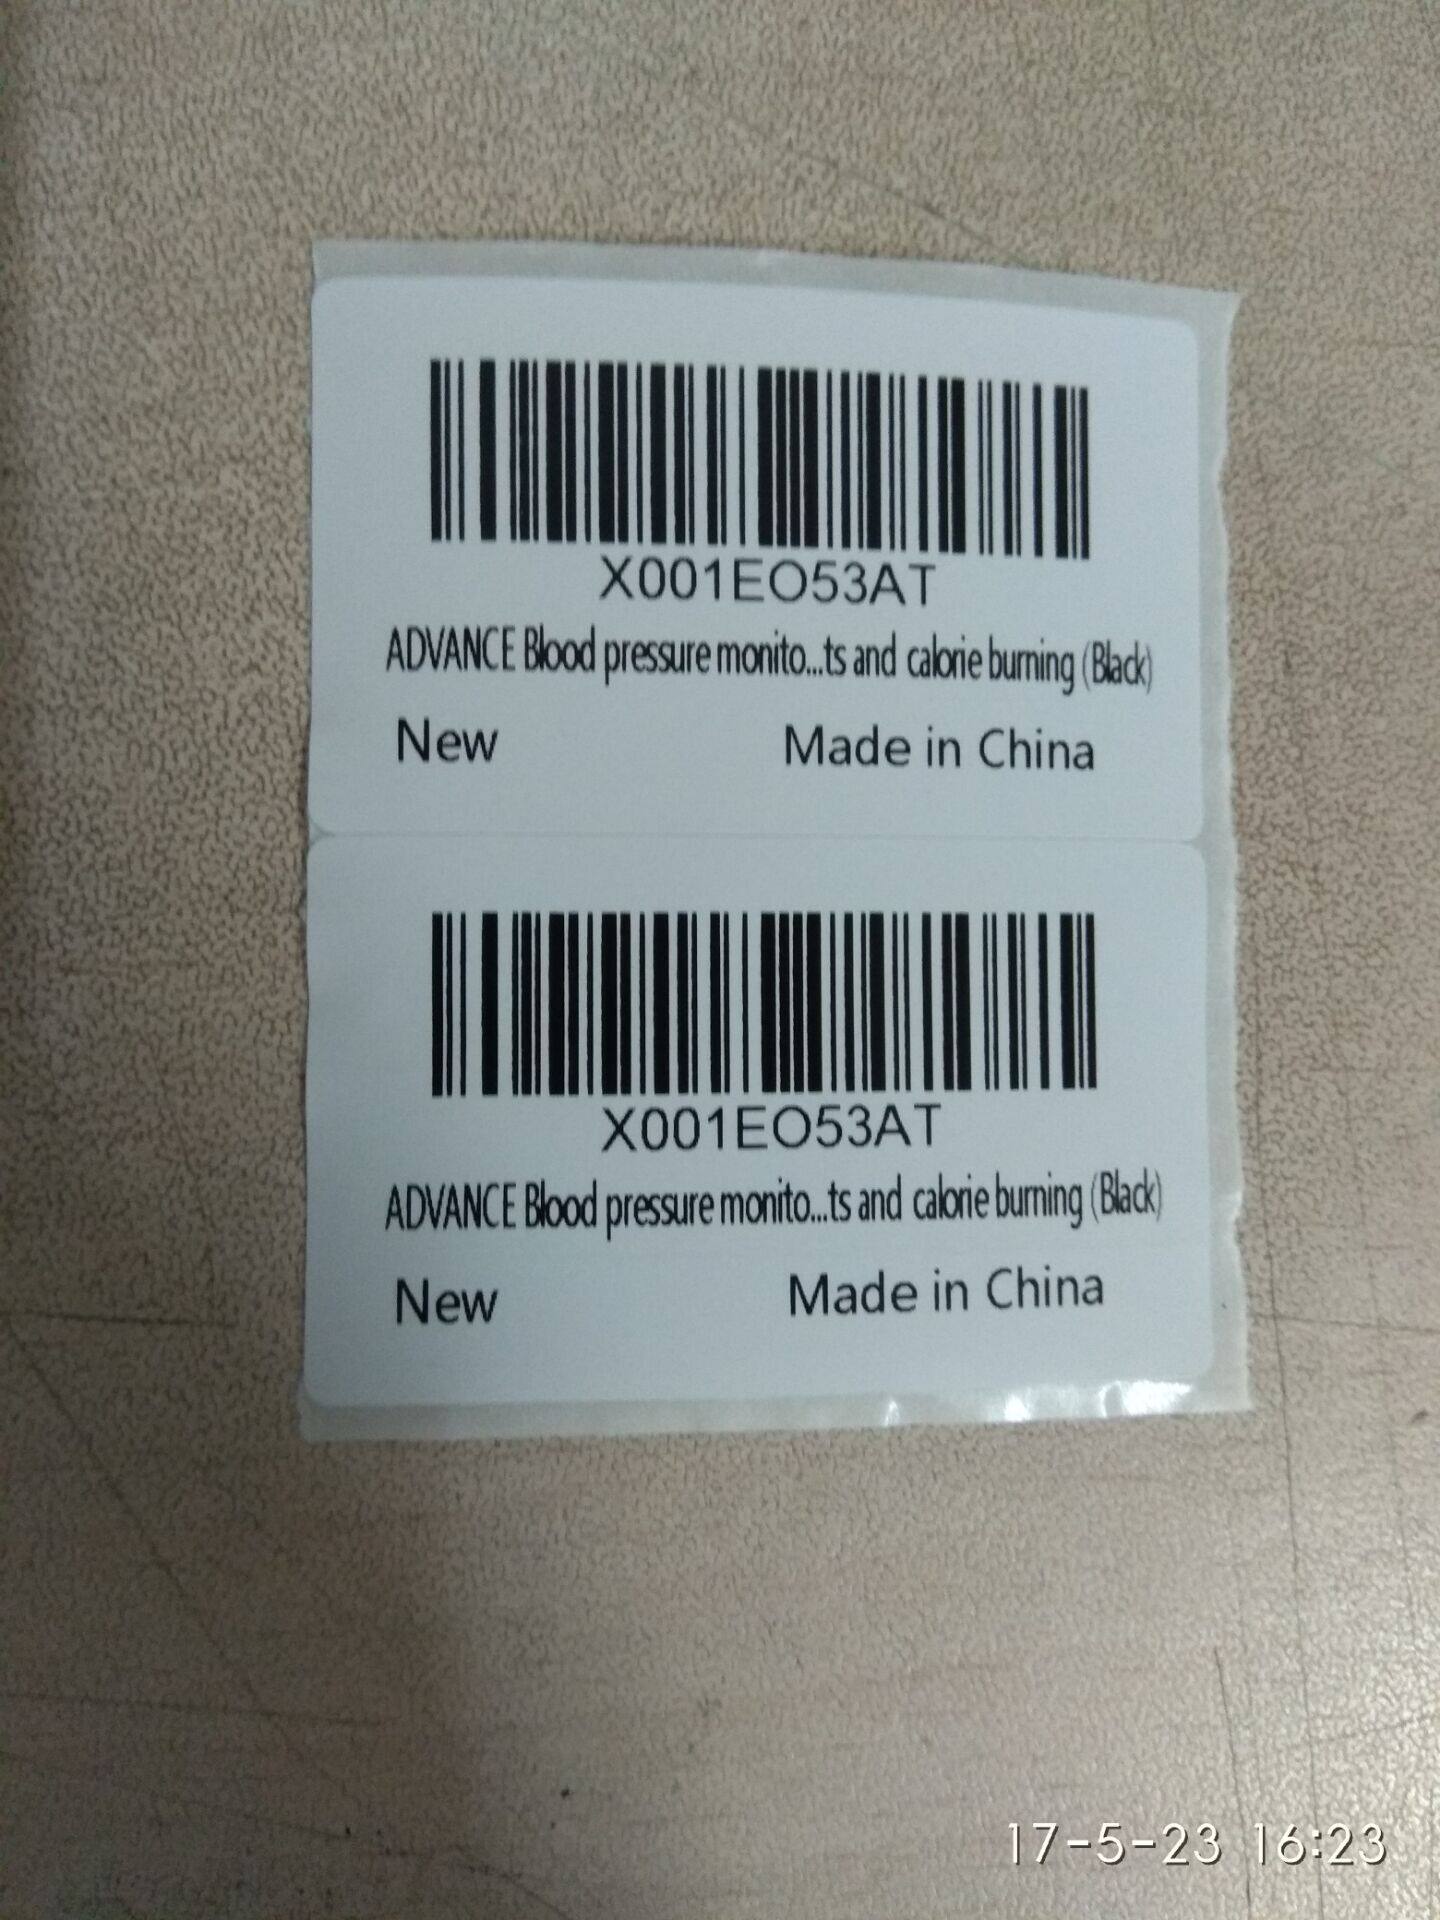 X001EO53AT
ADVANCE Blood pressure monito...ts and calorie burning (Black)
New Made in China
X001EO53AT
ADVANCE Blood pressure monito...ts and calorie burning (Black)
New Made in China
17-5-23 16:23